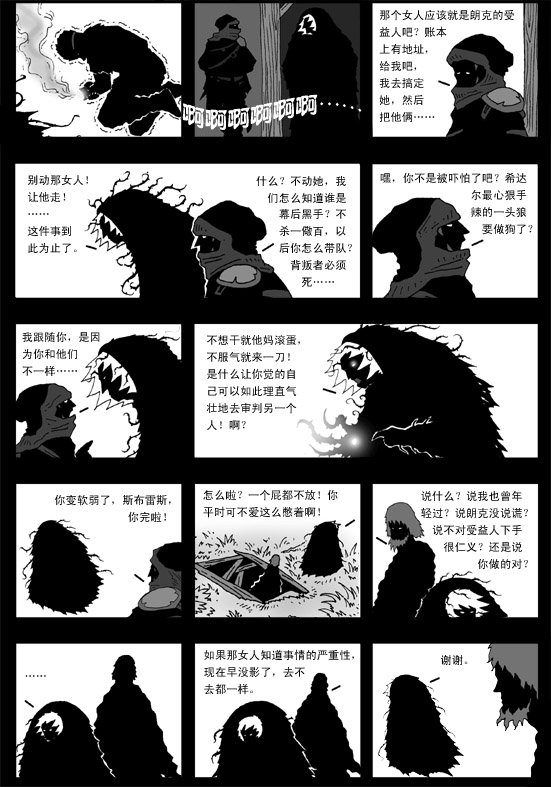 啊啊啊啊啊啊……
那个女人应该就是朗克的受
益人吧？账本
上有地址，
给我吧，
我去搞定
她，然后
把他俩……
别动那女人！
让他走！
……
这件事到
此为止了。
什么？不动她，我
们怎么知道谁是
幕后黑手？不
杀一儆百，以
后你怎么带队？
背叛者必须
死……
嘿，你不是被吓怕了吧？希达
尔最心狠手
辣的一头狼
要做狗了？
我跟随你，是因
为你和他们
不一样……
不想干就他妈滚蛋，
不服气就来一刀！
是什么让你觉的自
己可以如此理直气
壮地去审判另一个
人！啊？
你变软弱了，斯布雷斯，
你完啦！
怎么啦？一个屁都不放！你
平时可不爱这么憋着啊！
说什么？说我也曾年
轻过？说朗克没说谎？
说不对受益人下手
很仁义？还是说
你做的对？
……
如果那女人知道事情的严重性，
现在早没影了，去不
去都一样。
谢谢。